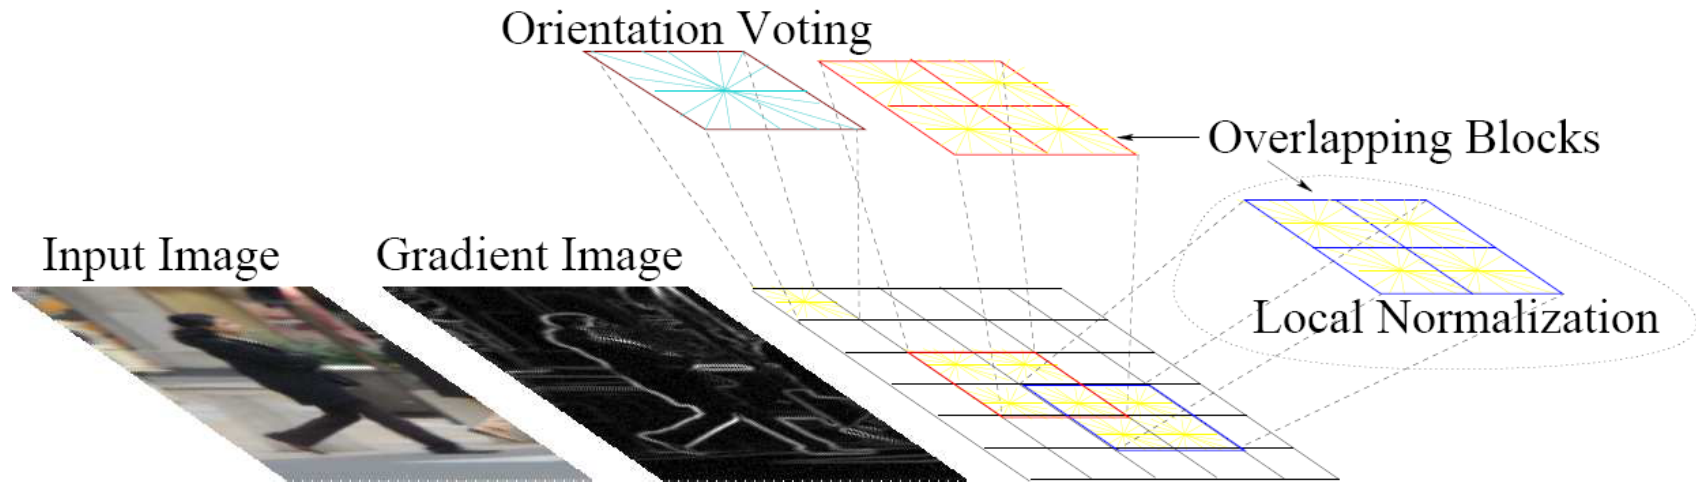 Orientation Voting
Overlapping Blocks
Input Image
Gradient Image
Local Normalization